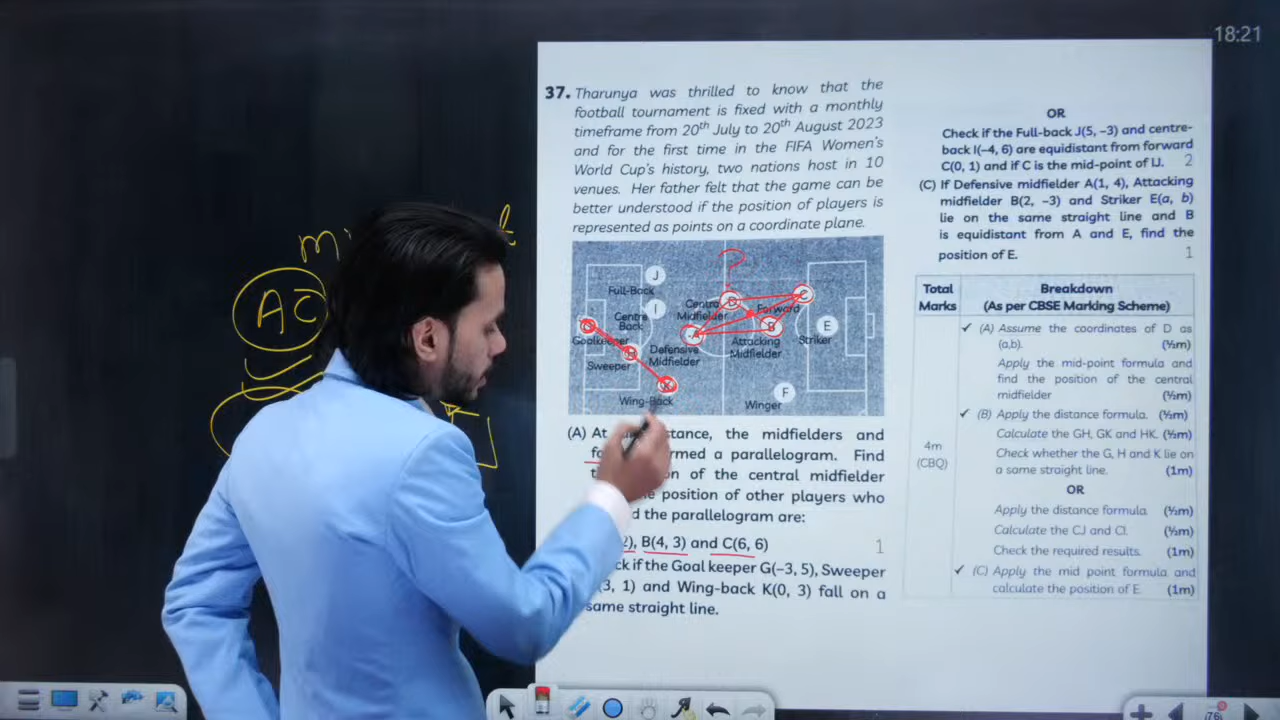 18:21
37. Tharunya was thrilled to know that the
football tournament is fixed with a monthly
timeframe from 20th July to 20th August 2023
and for the first time in the FIFA Women's
World Cup's history, two nations host in 10
venues. Her father felt that the game can be
better understood if the position of players is
represented as points on a coordinate plane.
?
J
Full-Back
I
Centre
Back
Goalkeeper
Sweeper
K
Wing-Back
Defensive
Midfielder
A
Central
Midfielder
D
C
Forward
B
Attacking
Midfielder
E
Striker
F
Winger
(A) At
stance, the midfielders and
rmed a parallelogram. Find
n of the central midfielder
position of other players who
d the parallelogram are:
2), B(4, 3) and C(6, 6) 1
ck if the Goal keeper G(−3, 5), Sweeper
(3, 1) and Wing-back K(0, 3) fall on a
same straight line.
OR
Check if the Full-back J(5, −3) and centre-
back I(−4, 6) are equidistant from forward
C(0, 1) and if C is the mid-point of IJ. 2
(C) If Defensive midfielder A(1, 4), Attacking
midfielder B(2, −3) and Striker E(a, b)
lie on the same straight line and B
is equidistant from A and E, find the
position of E. 1
Total
Marks
Breakdown
(As per CBSE Marking Scheme)
4m
(CBQ)
✓ (A) Assume the coordinates of D as
(a,b). (½m)
Apply the mid-point formula and
find the position of the central
midfielder (½m)
✓ (B) Apply the distance formula. (½m)
Calculate the GH, GK and HK. (½m)
Check whether the G, H and K lie on
a same straight line. (1m)
OR
Apply the distance formula. (½m)
Calculate the CJ and CI. (½m)
Check the required results. (1m)
✓ (C) Apply the mid point formula and
calculate the position of E. (1m)
AC
76